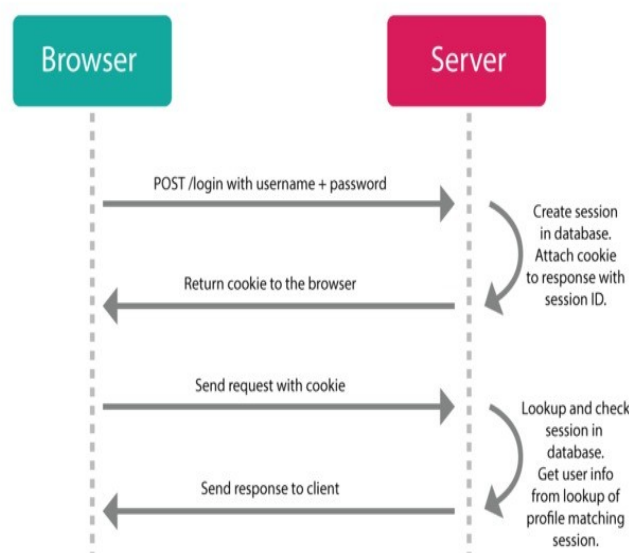 Browser
Server
POST /login with username + password
Create session
in database.
Attach cookie
to response with
session ID.
Return cookie to the browser
Send request with cookie
Lookup and check
session in
database.
Get user info
from lookup of
profile matching
session.
Send response to client